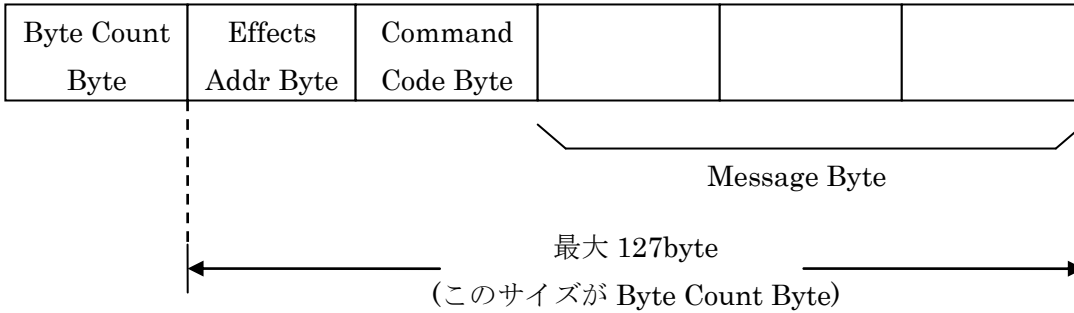 Byte Count
Byte
Effects
Addr Byte
Command
Code Byte
Message Byte
最大 127byte
(このサイズが Byte Count Byte)